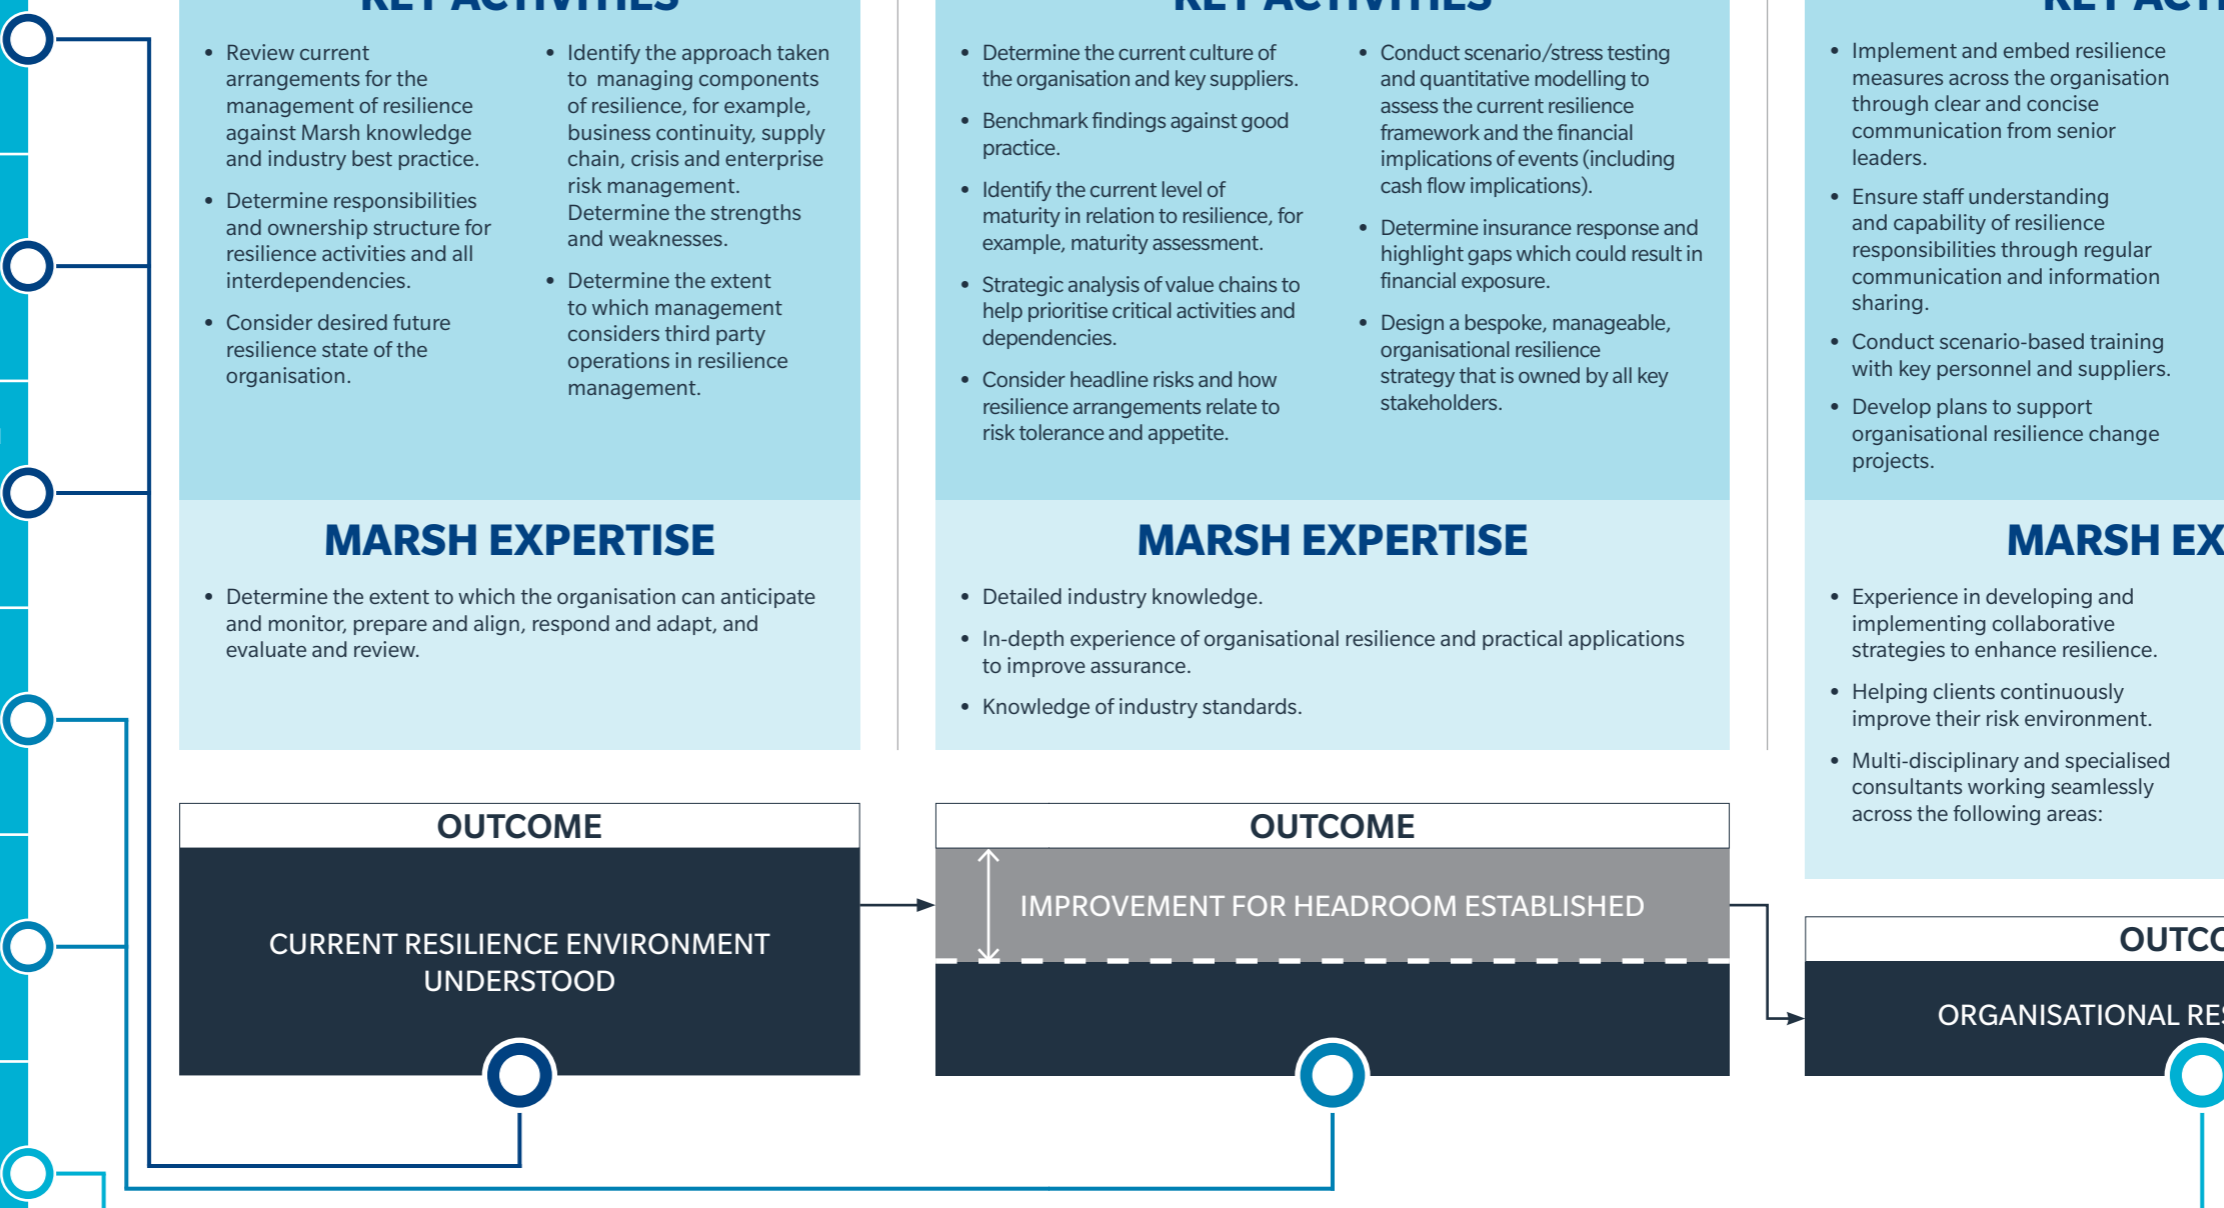 KEY ACTIVITIES
Review current
arrangements for the
management of resilience
against Marsh knowledge
and industry best practice.
Determine responsibilities
and ownership structure for
resilience activities and all
interdependencies.
Consider desired future
resilience state of the
organisation.
Identify the approach taken
to managing components
of resilience, for example,
business continuity, supply
chain, crisis and enterprise
risk management.
Determine the strengths
and weaknesses.
Determine the extent
to which management
considers third party
operations in resilience
management.
MARSH EXPERTISE
Determine the extent to which the organisation can anticipate
and monitor, prepare and align, respond and adapt, and
evaluate and review.
OUTCOME
CURRENT RESILIENCE ENVIRONMENT
UNDERSTOOD
KEY ACTIVITIES
Determine the current culture of
the organisation and key suppliers.
Benchmark findings against good
practice.
Identify the current level of
maturity in relation to resilience, for
example, maturity assessment.
Strategic analysis of value chains to
help prioritise critical activities and
dependencies.
Consider headline risks and how
resilience arrangements relate to
risk tolerance and appetite.
Conduct scenario/stress testing
and quantitative modelling to
assess the current resilience
framework and the financial
implications of events (including
cash flow implications).
Determine insurance response and
highlight gaps which could result in
financial exposure.
Design a bespoke, manageable,
organisational resilience
strategy that is owned by all key
stakeholders.
MARSH EXPERTISE
Detailed industry knowledge.
In-depth experience of organisational resilience and practical applications
to improve assurance.
Knowledge of industry standards.
OUTCOME
IMPROVEMENT FOR HEADROOM ESTABLISHED
KEY ACT
Implement and embed resilience
measures across the organisation
through clear and concise
communication from senior
leaders.
Ensure staff understanding
and capability of resilience
responsibilities through regular
communication and information
sharing.
Conduct scenario-based training
with key personnel and suppliers.
Develop plans to support
organisational resilience change
projects.
MARSH EX
Experience in developing and
implementing collaborative
strategies to enhance resilience.
Helping clients continuously
improve their risk environment.
Multi-disciplinary and specialised
consultants working seamlessly
across the following areas:
OUTCO
ORGANISATIONAL RES